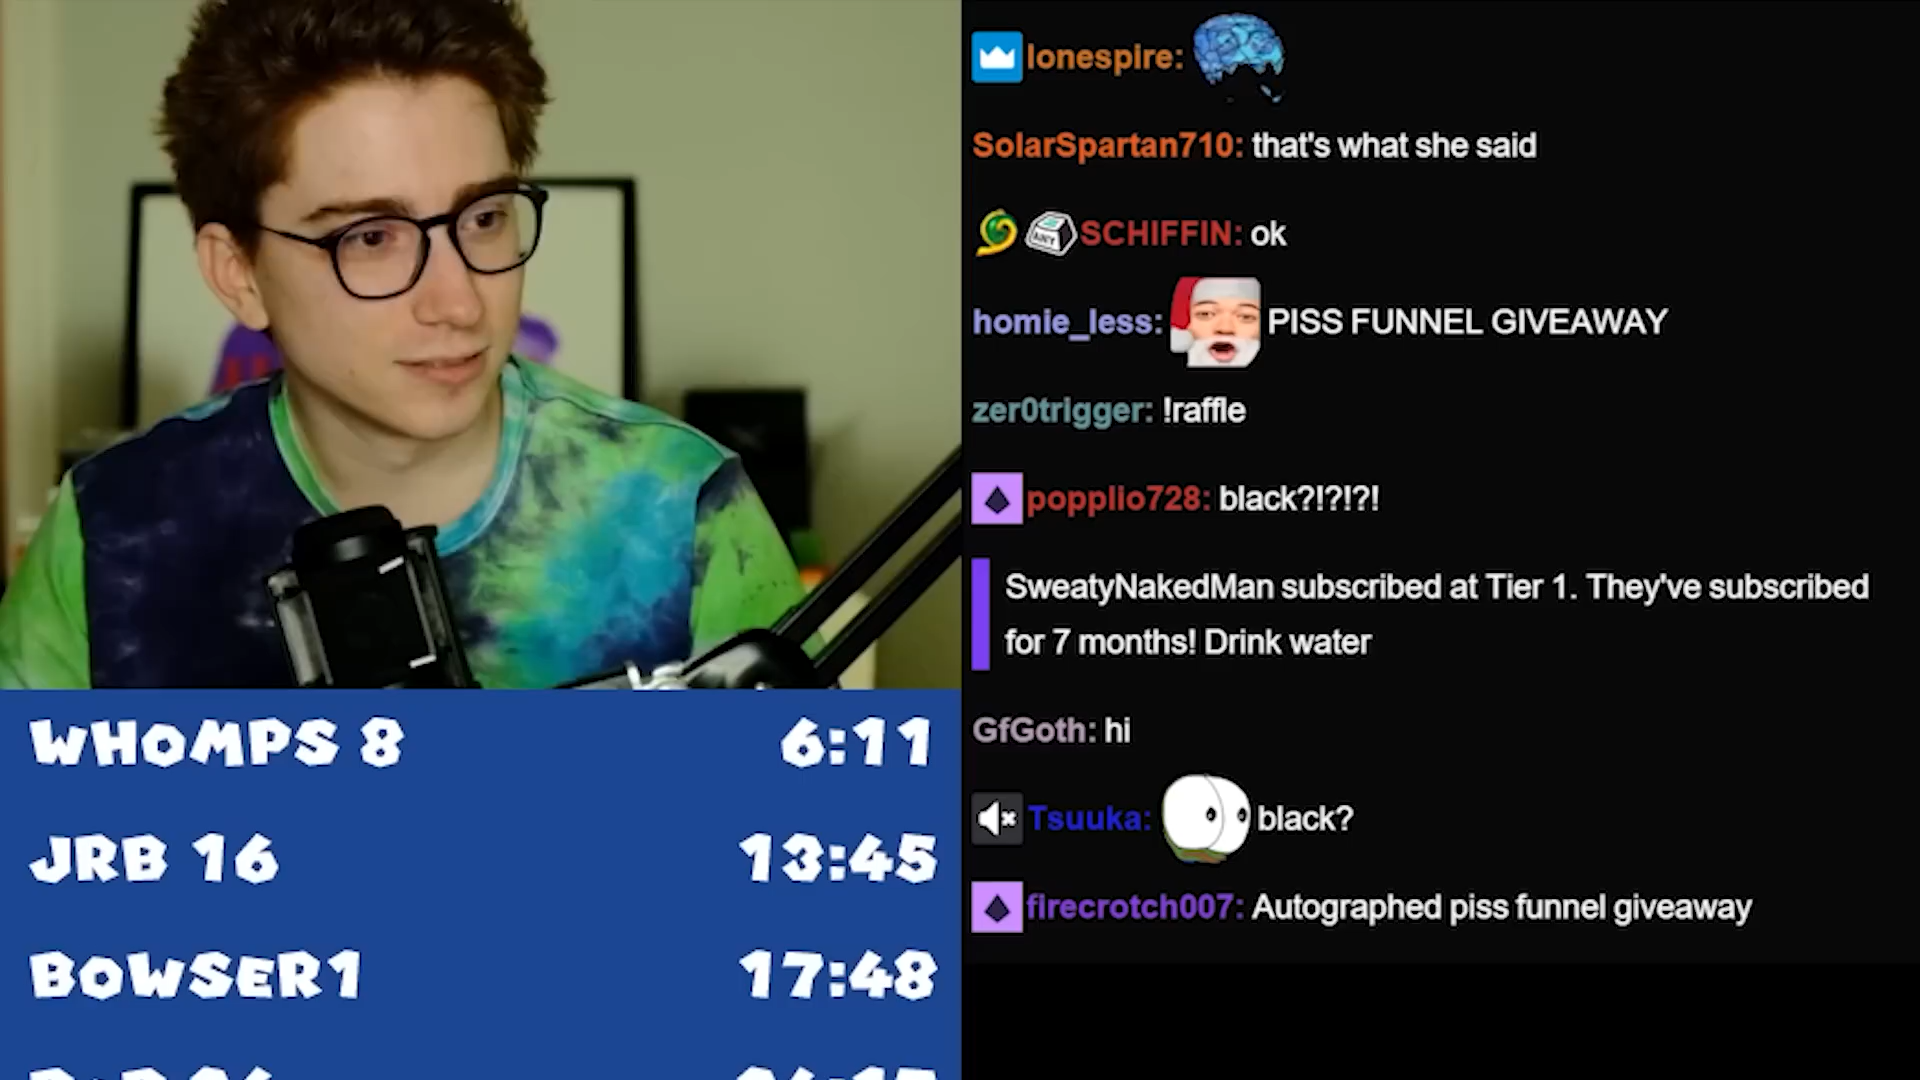 lonespire:
SolarSpartan710: that's what she said
ANY SCHIFFIN: ok
homie_less: PISS FUNNEL GIVEAWAY
zer0trigger: !raffle
popplio728: black?!?!?!
SweatyNakedMan subscribed at Tier 1. They've subscribed
for 7 months! Drink water
GfGoth: hi
Tsuuka: black?
firecrotch007: Autographed piss funnel giveaway
WHOMPS 8 6:11
JRB 16 13:45
BOWSER1 17:48